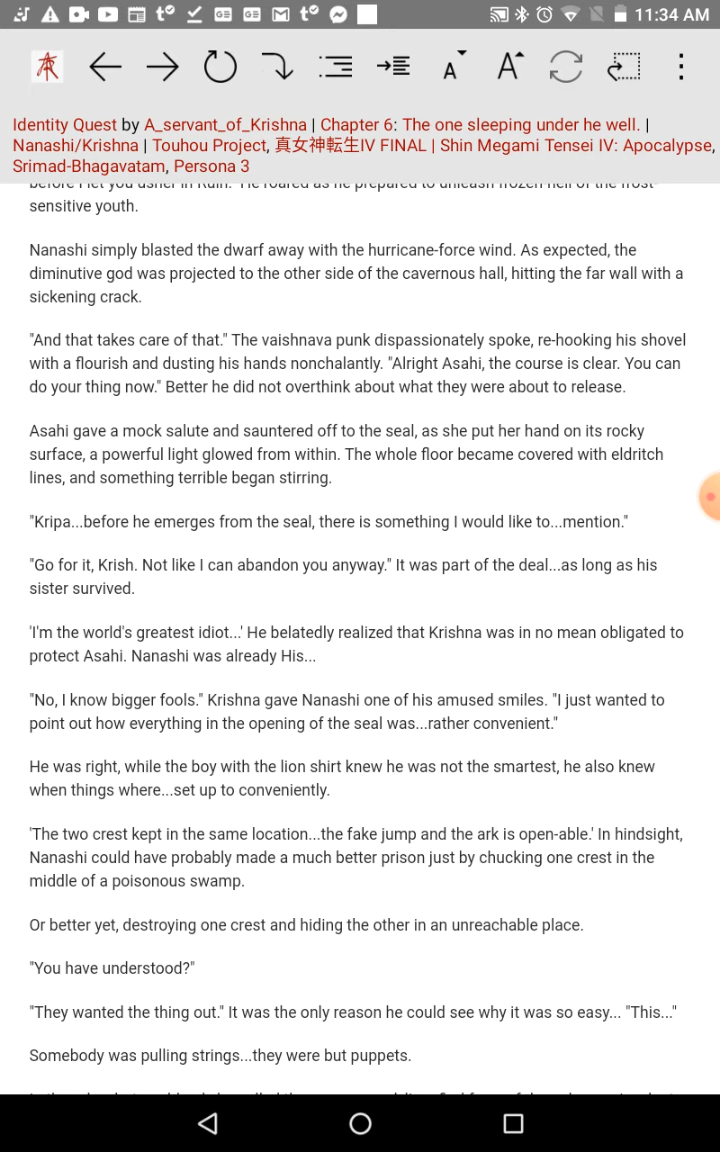 11:34 AM
Identity Quest by A_servant_of_Krishna | Chapter 6: The one sleeping under he well. |
Nanashi/Krishna | Touhou Project, 真女神転生IV FINAL | Shin Megami Tensei IV: Apocalypse,
Srimad-Bhagavatam, Persona 3
before I let you usher in Ruin." He roared as he prepared to unleash frozen hell of the frost-
sensitive youth.
Nanashi simply blasted the dwarf away with the hurricane-force wind. As expected, the
diminutive god was projected to the other side of the cavernous hall, hitting the far wall with a
sickening crack.
"And that takes care of that." The vaishnava punk dispassionately spoke, re-hooking his shovel
with a flourish and dusting his hands nonchalantly. "Alright Asahi, the course is clear. You can
do your thing now." Better he did not overthink about what they were about to release.
Asahi gave a mock salute and sauntered off to the seal, as she put her hand on its rocky
surface, a powerful light glowed from within. The whole floor became covered with eldritch
lines, and something terrible began stirring.
"Kripa...before he emerges from the seal, there is something I would like to...mention."
"Go for it, Krish. Not like I can abandon you anyway." It was part of the deal...as long as his
sister survived.
'I'm the world's greatest idiot...' He belatedly realized that Krishna was in no mean obligated to
protect Asahi. Nanashi was already His...
"No, I know bigger fools." Krishna gave Nanashi one of his amused smiles. "I just wanted to
point out how everything in the opening of the seal was...rather convenient."
He was right, while the boy with the lion shirt knew he was not the smartest, he also knew
when things where...set up to conveniently.
'The two crest kept in the same location...the fake jump and the ark is open-able.' In hindsight,
Nanashi could have probably made a much better prison just by chucking one crest in the
middle of a poisonous swamp.
Or better yet, destroying one crest and hiding the other in an unreachable place.
"You have understood?"
"They wanted the thing out." It was the only reason he could see why it was so easy... "This..."
Somebody was pulling strings...they were but puppets.